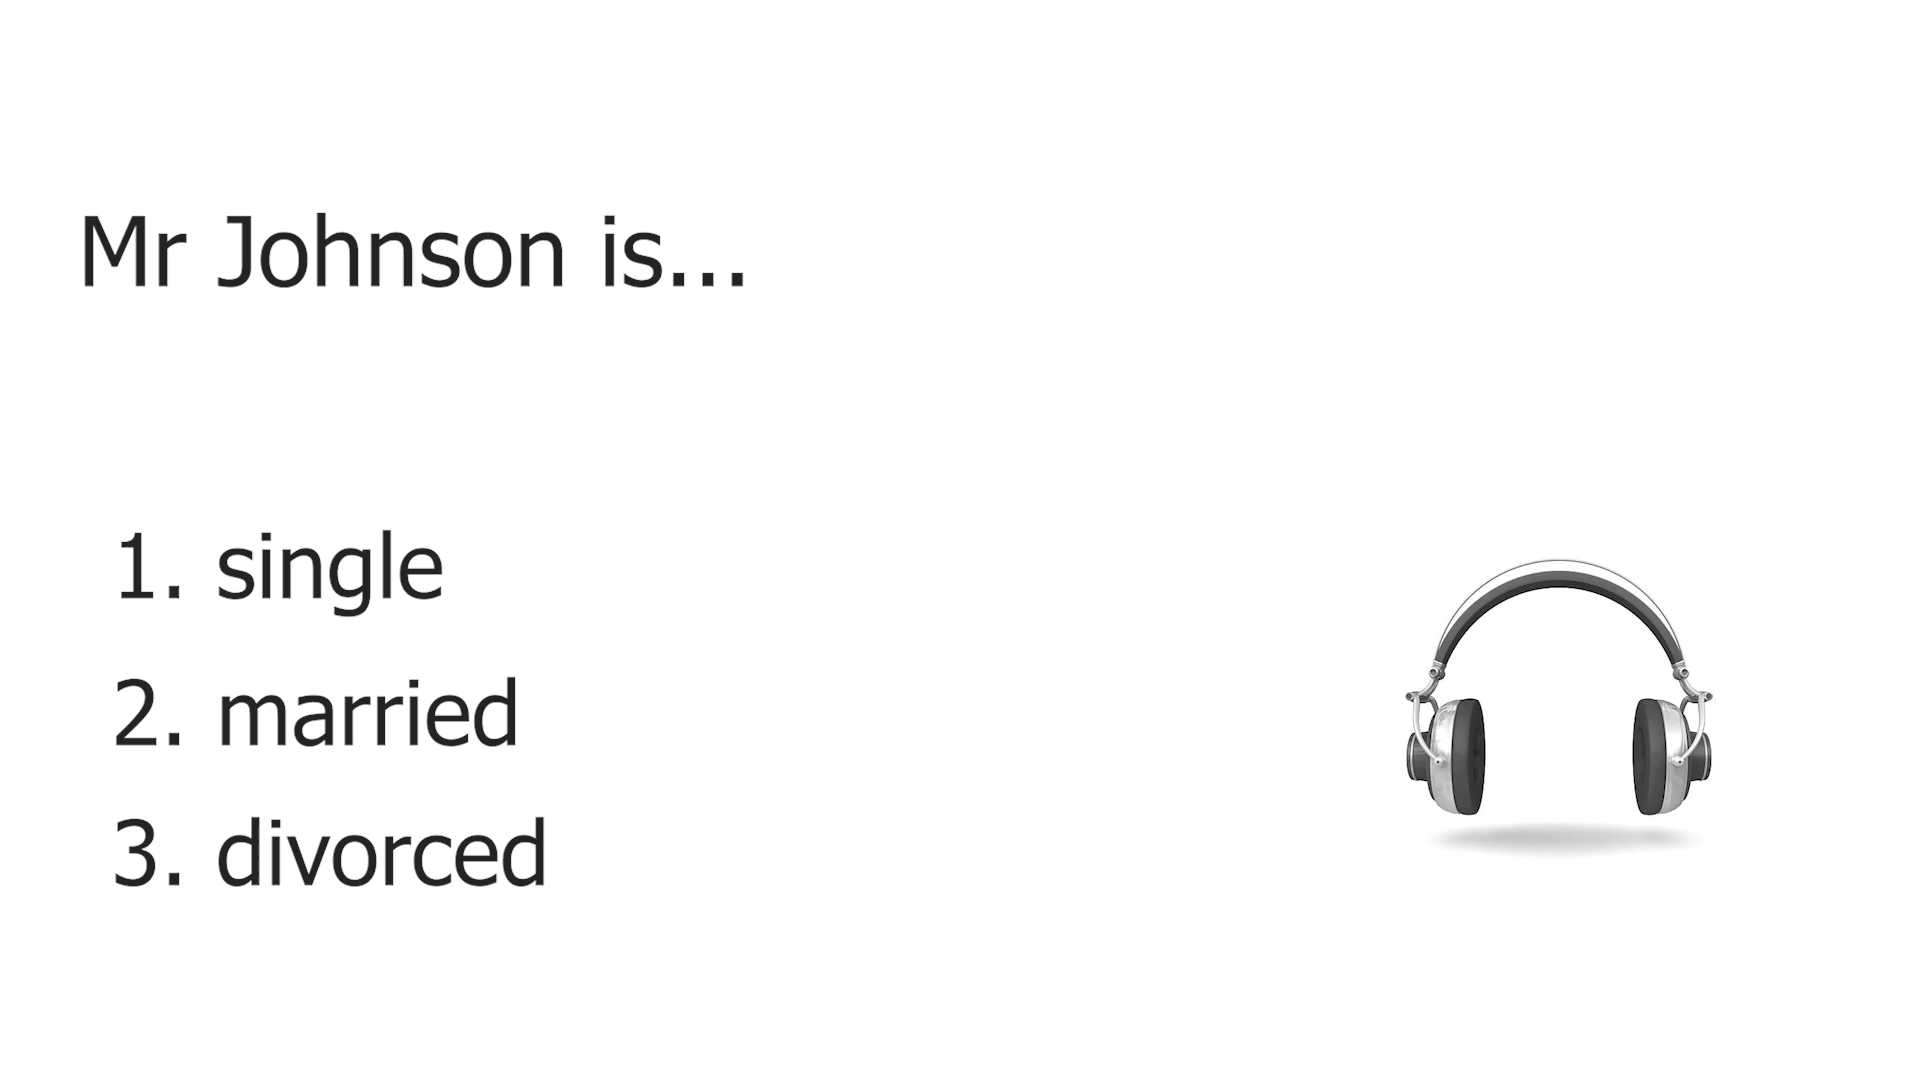 Mr Johnson is...
1. single
2. married
3. divorced